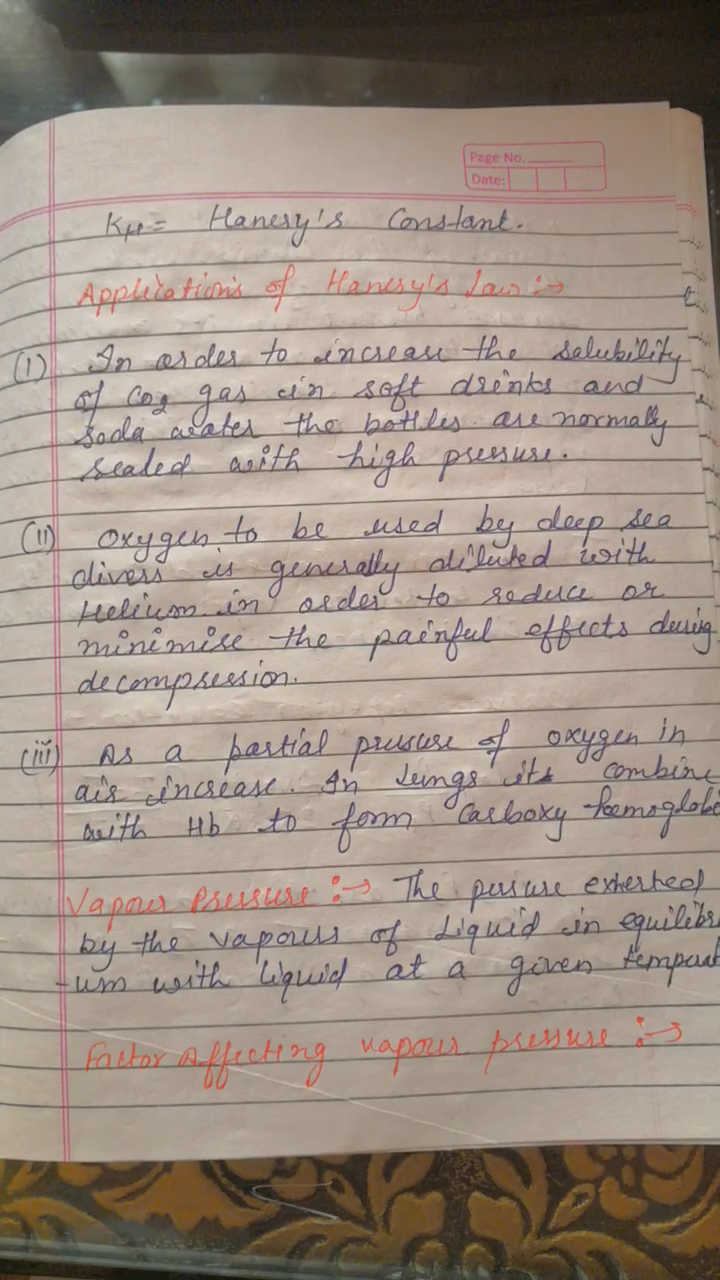 Page No.
Date:
KH = Hanery's Constant.
Applications of Hanery's Law :->
(i) In order to increase the solubility
of CO2 gas in soft drinks and
Soda water the bottles are normally
sealed with high pressure.
(ii) Oxygen to be used by deep sea
divers is generally diluted with
Helium in order to reduce or
minimise the painful effects during
decompression.
(iii) As a partial prussure of oxygen in
air increase. In lungs its combine
with Hb to form Carboxy-haemoglobi
Vapour Pressure :-> The pressure exherted
by the vapours of Liquid in equilibri
-um with liquid at a given temperat
Factor Affecting vapour pressure :->